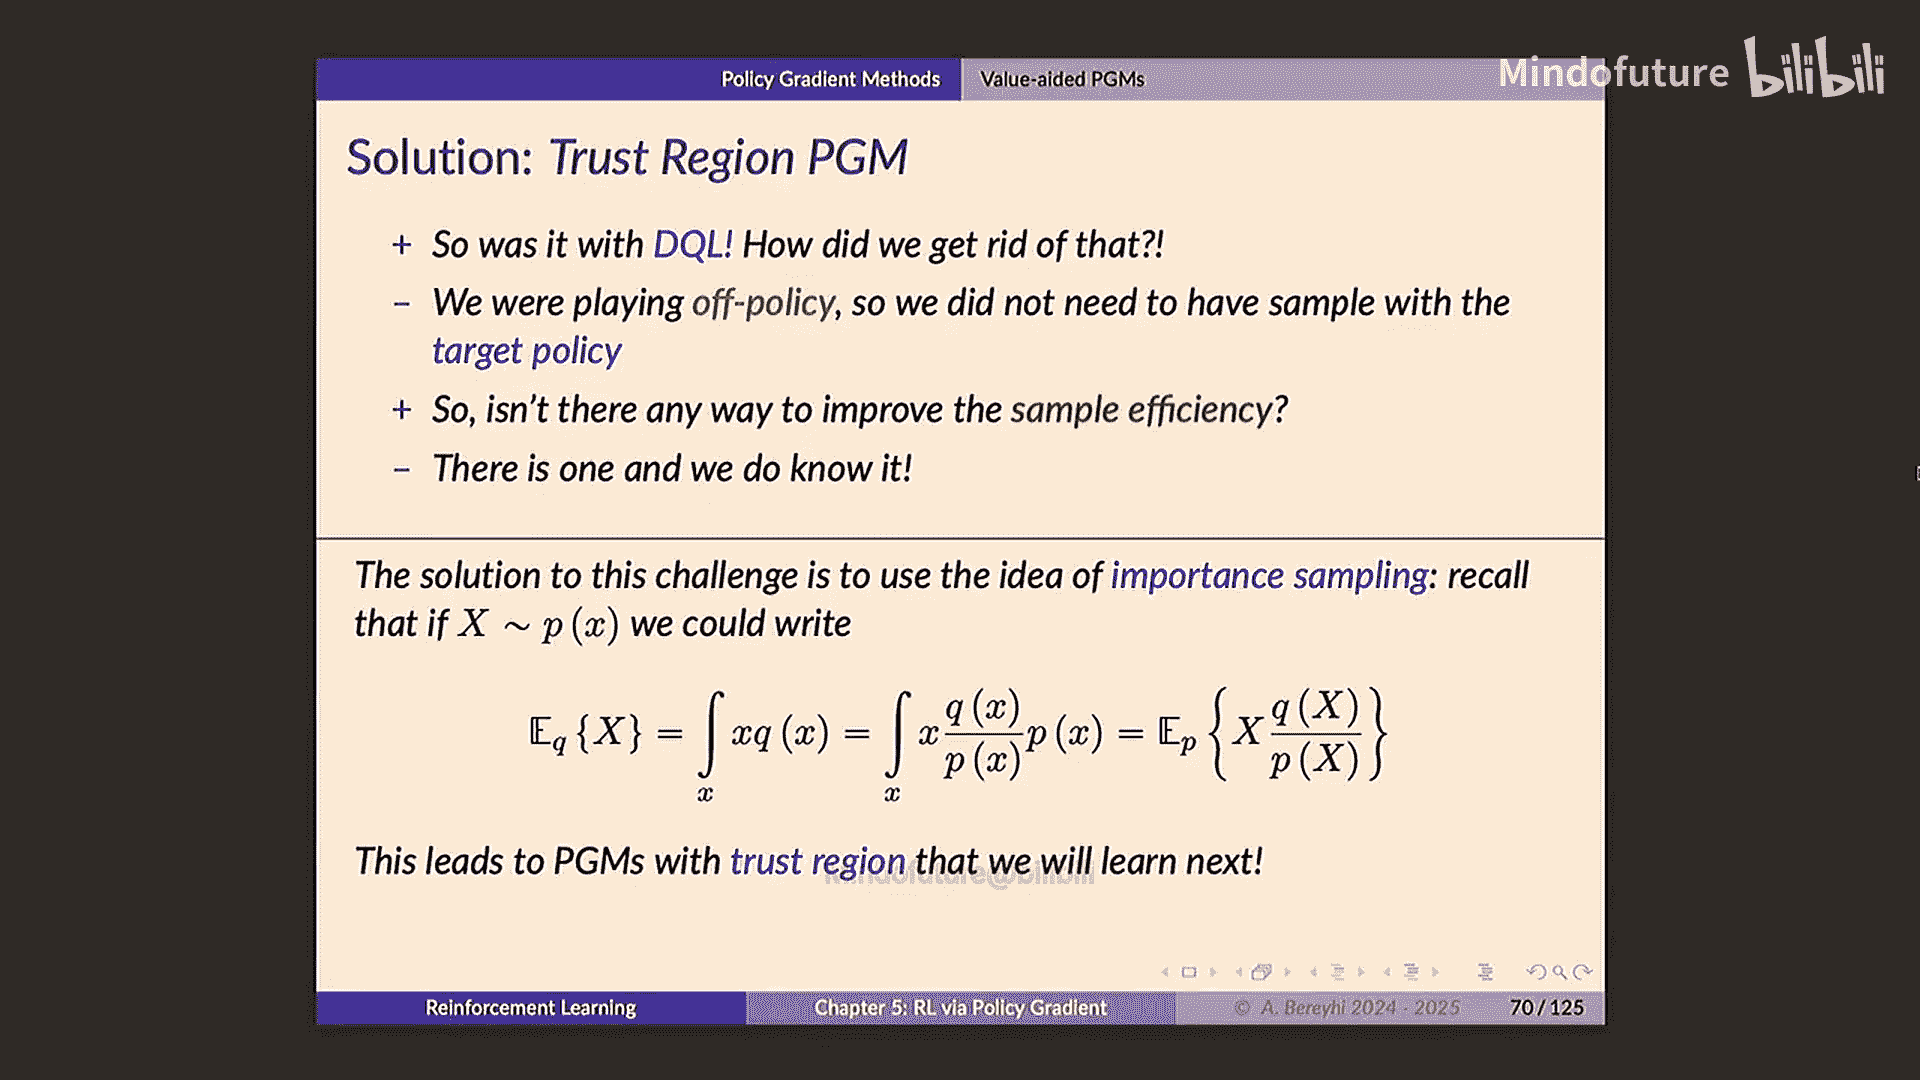 Policy Gradient Methods Value-aided PGMs
Mindofuture bilibili
Solution: Trust Region PGM
+ So was it with DQL! How did we get rid of that?!
– We were playing off-policy, so we did not need to have sample with the
target policy
+ So, isn't there any way to improve the sample efficiency?
– There is one and we do know it!
The solution to this challenge is to use the idea of importance sampling: recall
that if X ∼ p (x) we could write
𝔼_q {X} = ∫_x xq (x) = ∫_x x \frac{q (x)}{p (x)} p (x) = 𝔼_p { X \frac{q (X)}{p (X)} }
This leads to PGMs with trust region that we will learn next!
Mindofuture@bilibili
Reinforcement Learning Chapter 5: RL via Policy Gradient © A. Bereyhi 2024 - 2025 70 / 125